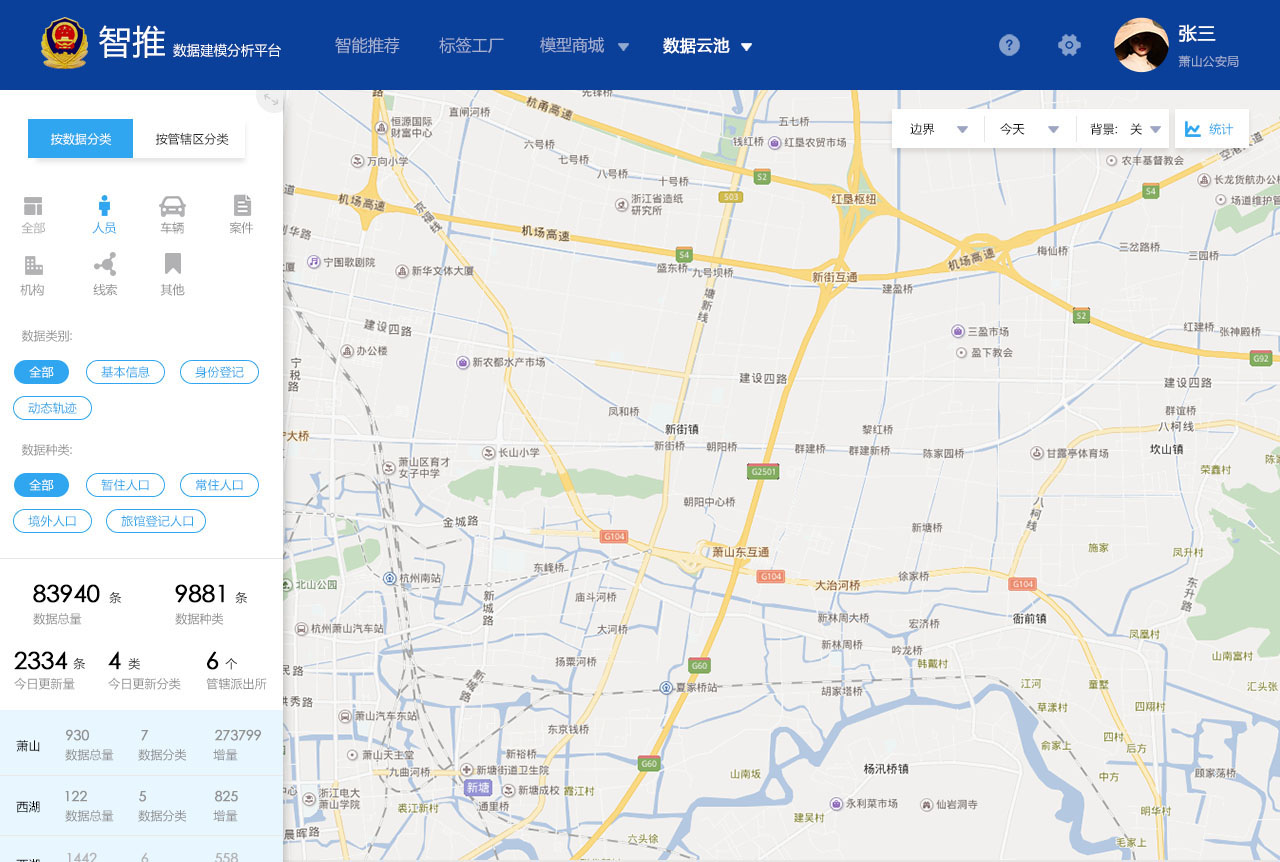 智推 数据建模分析平台
智能推荐
标签工厂
模型商城
数据云池
张三
萧山公安局
按数据分类
按管辖区分类
全部
人员
车辆
案件
机构
线索
其他
数据类别:
全部
基本信息
身份登记
动态轨迹
数据种类:
全部
暂住人口
常住人口
境外人口
旅馆登记人口
83940 条
数据总量
9881 条
数据种类
2334 条
今日更新量
4 类
今日更新分类
6 个
管辖派出所
萧山
930
数据总量
7
数据分类
273799
增量
西湖
122
数据总量
5
数据分类
825
增量
1442
6
558
边界
今天
背景: 关
统计
先锋桥
路
恒源国际
财富中心
直闸河桥
杭甬高速
六号桥
七号桥
八号桥
十号桥
万向小学
五七桥
钱红桥
红垦农贸市场
空港大道
农丰基督教会
长龙货航办公楼
场道维护管
S2
S03
S4
机场高速
杭甬高速
浙江省造纸
研究所
红垦枢纽
道
创华路
大厦
宁围歌剧院
新华文体大厦
机场高速
S4
盛东桥
九号坝桥
塘新线
新街互通
机场高速
建盈桥
梅仙桥
三岔路桥
三园桥
S2
建设四路
办公楼
宁税路
新农都水产市场
三盈市场
盈下教会
红建桥
张神殿桥
G92
建设四路
建设四路
凤和桥
新街镇
新街桥
朝阳桥
群建桥
黎红桥
群建新桥
陈家园桥
群谊桥
八柯线
甘露亭体育场
坎山镇
荣鑫村
宁大桥
长山小学
萧山区育才
女子中学
G2501
朝阳中心桥
金城路
G104
萧山东互通
G104
八柯线
新塘桥
施家
凤升村
东升路
北山公园
杭州南站
东蜂桥
新城路
庙斗河桥
大治河桥
徐家桥
G104
衙前镇
杭州萧山汽车站
大河桥
新林周大桥
新林周桥
宏济桥
吟龙桥
韩戴村
凤凰村
山南富村
民路
扬粟河桥
G60
新城路
夏家桥站
胡家塔桥
江河
童墅
汇头张
洪秀路
萧山汽车东站
东京钱桥
草漾村
四翔村
俞家上
四村
后方
萧山天主堂
九曲河桥
新裕桥
新塘街道卫生院
G60
山南坂
杨汛桥镇
中方
顾家荡桥
新塘
新塘成校
霞江村
浙江电大
萧山学院
裘江新村
通里桥
永利菜市场
仙岩洞寺
建吴村
明华村
晨晖路
六头徐
毛家上